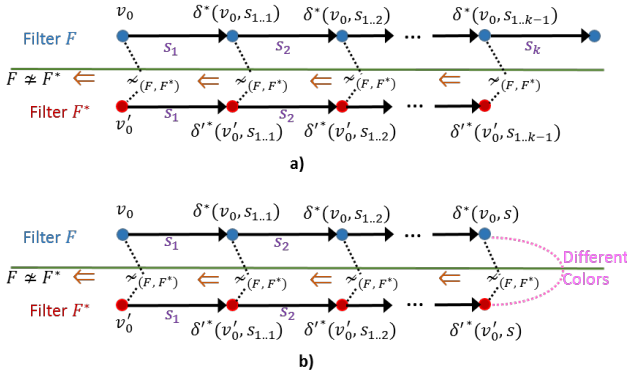 v₀ δ*(v₀, s₁..₁) δ*(v₀, s₁..₂) δ*(v₀, s₁..ₖ₋₁)
Filter F ...
s₁ s₂ sₖ
F ≁ F* ⇐ ≁(F, F*) ⇐ ≁(F, F*) ⇐ ≁(F, F*) ⇐ ≁(F, F*)
Filter F* s₁ s₂ ...
v′₀ δ′*(v′₀, s₁..₁) δ′*(v′₀, s₁..₂) δ′*(v′₀, s₁..ₖ₋₁)
a)
v₀ δ*(v₀, s₁..₁) δ*(v₀, s₁..₂) δ*(v₀, s)
Filter F s₁ s₂ ...
Different
F ≁ F* ⇐ ≁(F, F*) ⇐ ≁(F, F*) ⇐ ≁(F, F*) ⇐ ≁(F, F*)
Colors
Filter F* s₁ s₂ ...
v′₀ δ′*(v′₀, s₁..₁) δ′*(v′₀, s₁..₂) δ′*(v′₀, s)
b)